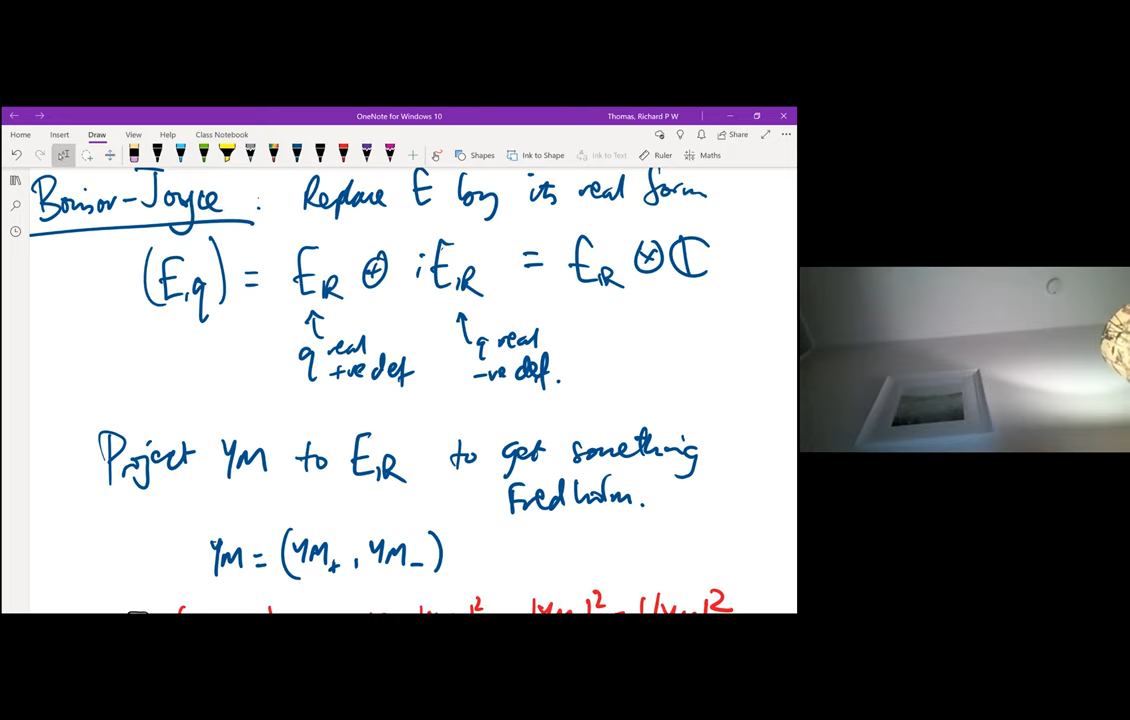 OneNote for Windows 10
Thomas, Richard P W
Home Insert Draw View Help Class Notebook
Share
Shapes Ink to Shape Ink to Text Ruler Maths
Borisov-Joyce : Replace E by its real form
(E,q) = E_ℝ ⊕ iE_ℝ = E_ℝ ⊗ ℂ
q real +ve def
q real -ve def.
Project YM to E_ℝ to get something
Fredholm.
YM = (YM₊, YM₋)